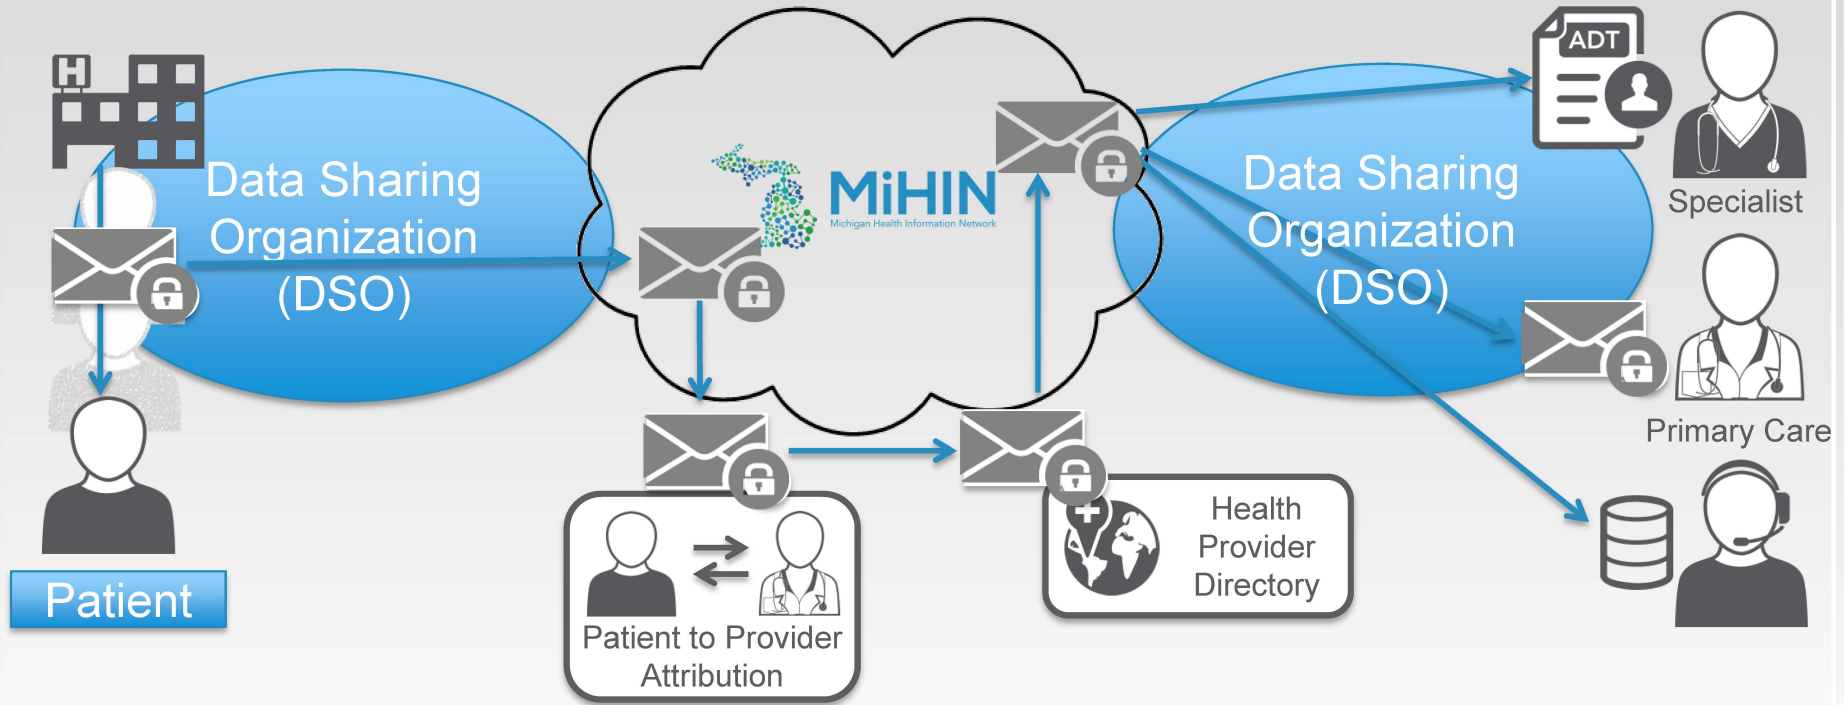 H
Data Sharing
Organization
(DSO)
MiHIN
Michigan Health Information Network
Data Sharing
Organization
(DSO)
ADT
Specialist
Primary Care
Patient
Patient to Provider
Attribution
Health
Provider
Directory